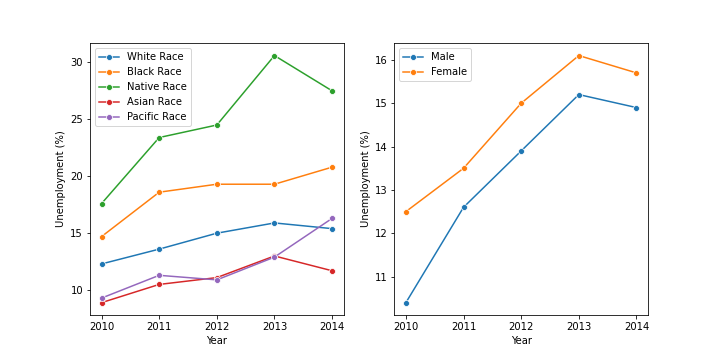 30
25
20
15
10
Unemployment (%)
White Race
Black Race
Native Race
Asian Race
Pacific Race
2010 2011 2012 2013 2014
Year
16
15
14
13
12
11
Unemployment (%)
Male
Female
2010 2011 2012 2013 2014
Year